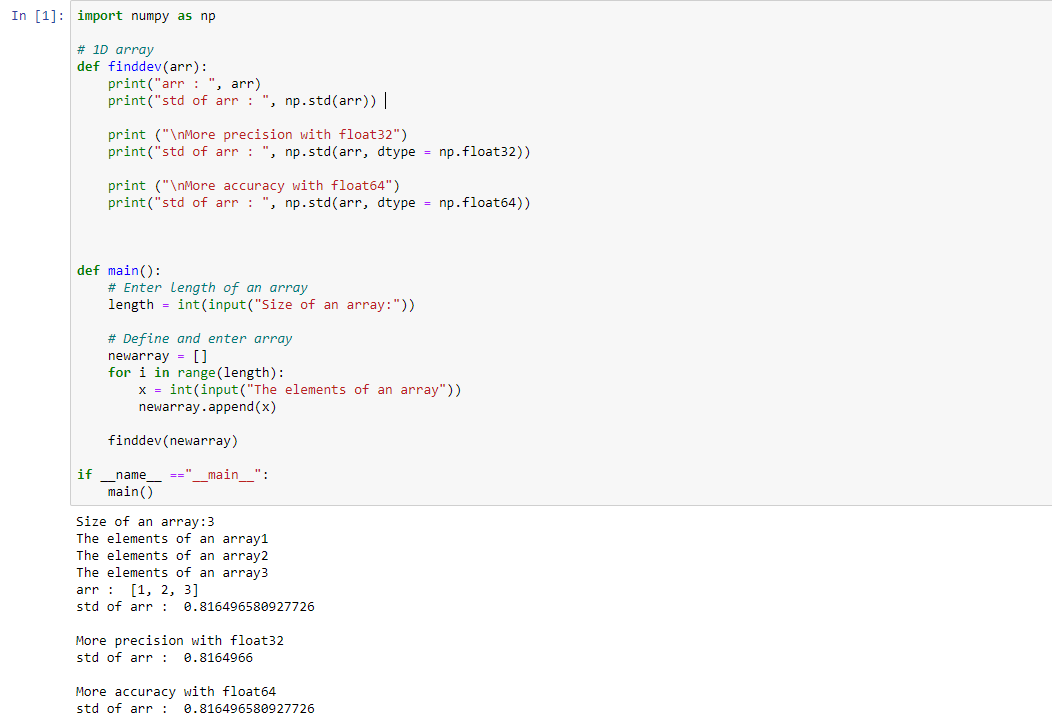 In [1]: import numpy as np
# 1D array
def finddev(arr):
    print("arr : ", arr)
    print("std of arr : ", np.std(arr))
    print ("\nMore precision with float32")
    print("std of arr : ", np.std(arr, dtype = np.float32))
    print ("\nMore accuracy with float64")
    print("std of arr : ", np.std(arr, dtype = np.float64))
def main():
    # Enter length of an array
    length = int(input("Size of an array:"))
    # Define and enter array
    newarray = []
    for i in range(length):
        x = int(input("The elements of an array"))
        newarray.append(x)
    finddev(newarray)
if __name__ =="__main__":
    main()
Size of an array:3
The elements of an array1
The elements of an array2
The elements of an array3
arr :  [1, 2, 3]
std of arr :  0.816496580927726
More precision with float32
std of arr :  0.8164966
More accuracy with float64
std of arr :  0.816496580927726